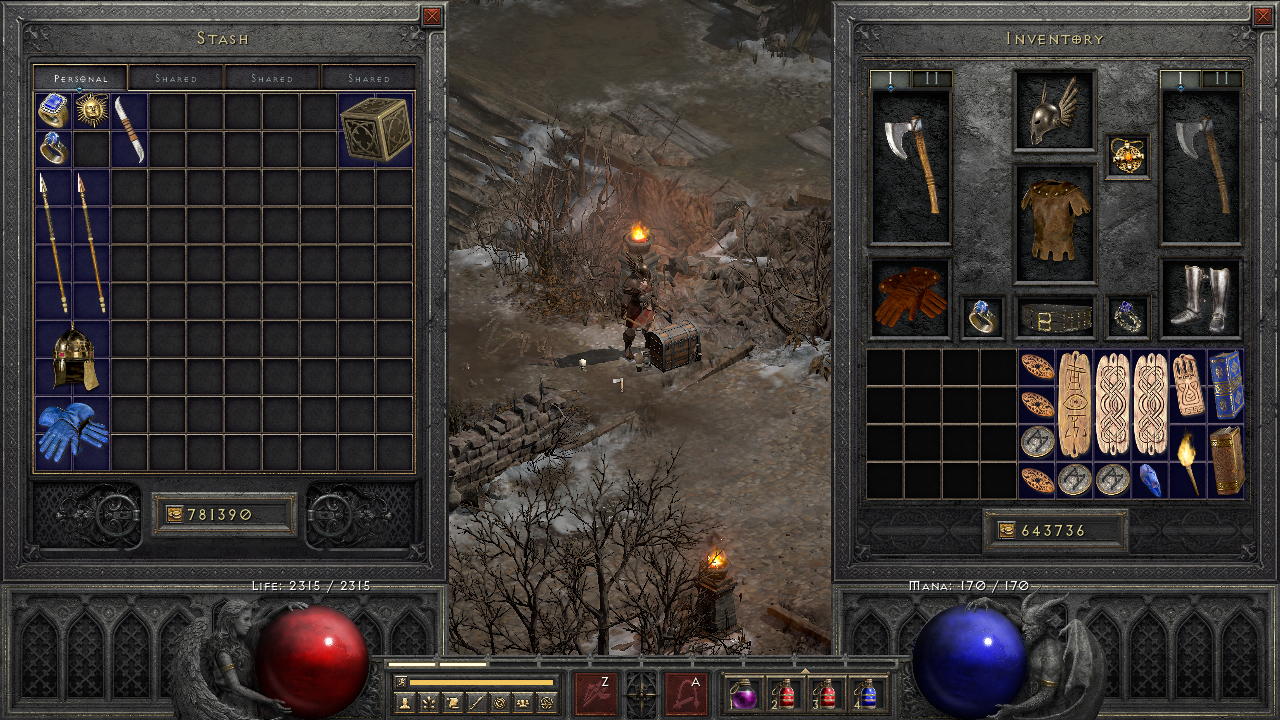 STASH
PERSONAL SHARED SHARED SHARED
781390
INVENTORY
I II
I II
643736
LIFE: 2315 / 2315
MANA: 170 / 170
Z
A
1 2 3 4